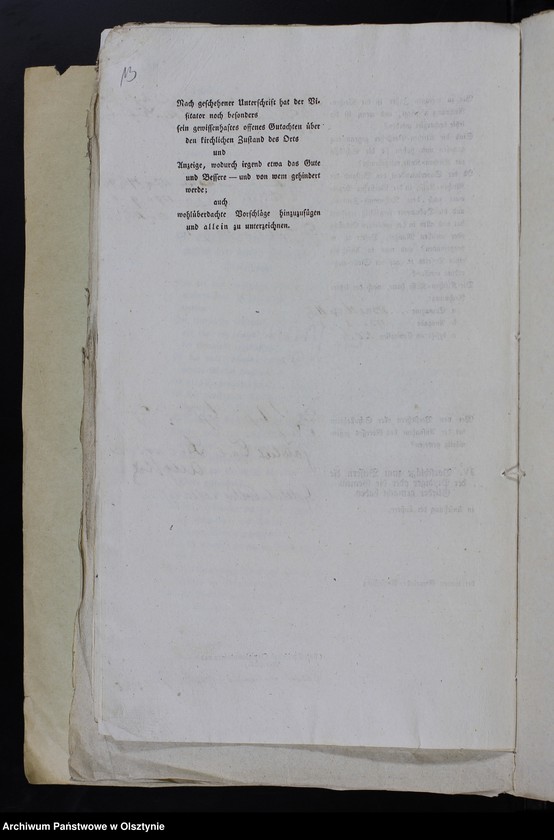 13
Nach geschehener Unterschrift hat der Vi-
sitator noch besonders
sein gewissenhaftes offenes Gutachten über
den kirchlichen Zustand des Orts
und
Anzeige, wodurch irgend etwa das Gute
und Bessere — und von wem gehindert
werde;
auch
wohlüberdachte Vorschläge hinzuzufügen
und allein zu unterzeichnen.
Archiwum Państwowe w Olsztynie